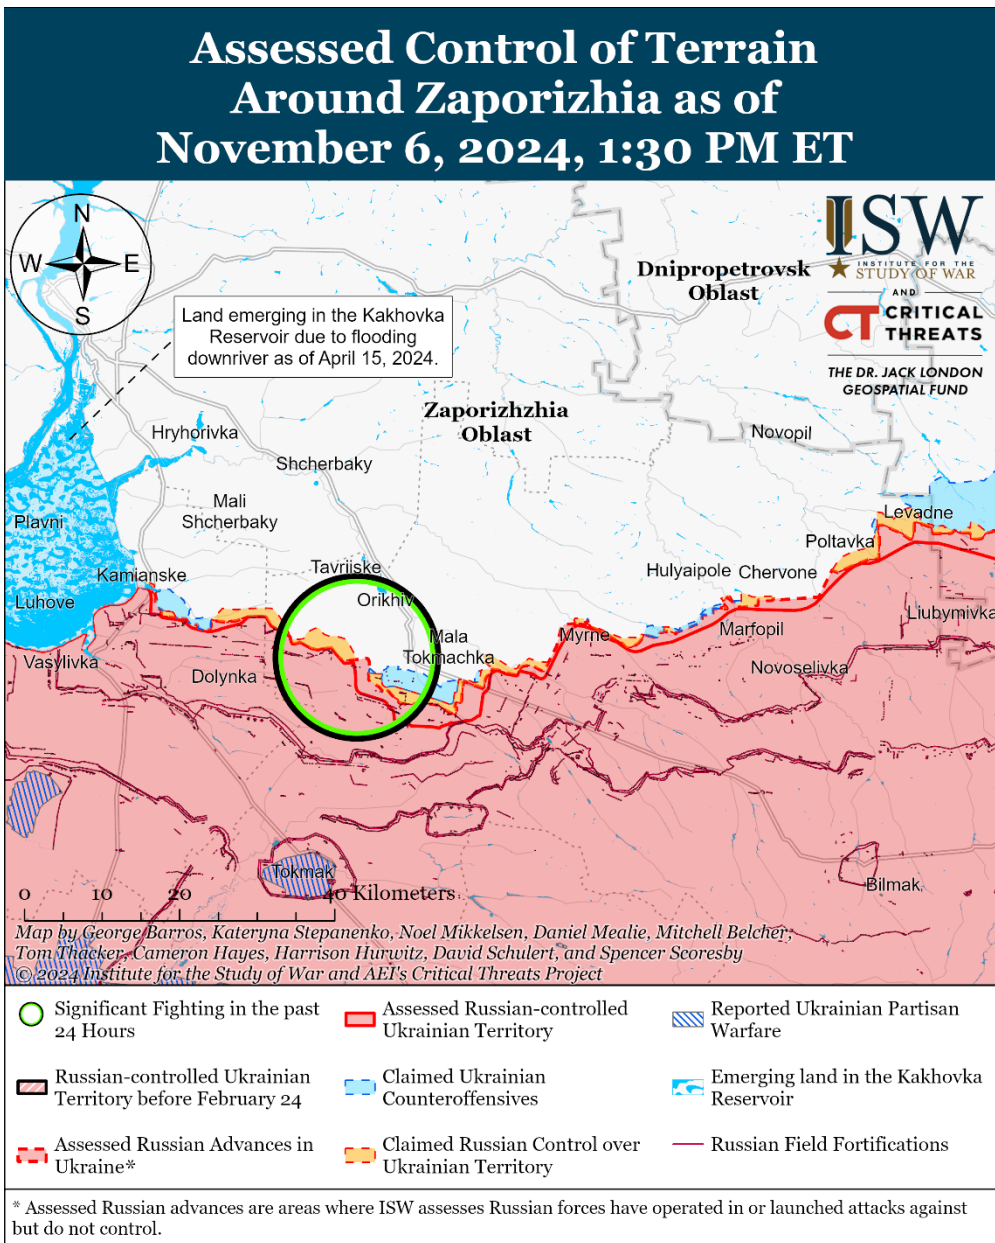 Assessed Control of Terrain
Around Zaporizhia as of
November 6, 2024, 1:30 PM ET
N
W
E
S
ISW
INSTITUTE FOR THE
STUDY OF WAR
AND
CT CRITICAL
THREATS
THE DR. JACK LONDON
GEOSPATIAL FUND
Dnipropetrovsk
Oblast
Land emerging in the Kakhovka
Reservoir due to flooding
downriver as of April 15, 2024.
Zaporizhzhia
Oblast
Hryhorivka
Novopil
Shcherbaky
Mali
Shcherbaky
Plavni
Levadne
Poltavka
Tavriiske
Kamianske
Hulyaipole
Chervone
Luhove
Orikhiv
Liubymivka
Mala
Tokmachka
Myrne
Marfopil
Vasylivka
Dolynka
Novoselivka
Tokmak
Bilmak
0
10
20
40 Kilometers
Map by George Barros, Kateryna Stepanenko, Noel Mikkelsen, Daniel Mealie, Mitchell Belcher,
Tom Thacker, Cameron Hayes, Harrison Hurwitz, David Schulert, and Spencer Scoresby
© 2024 Institute for the Study of War and AEI's Critical Threats Project
Significant Fighting in the past
24 Hours
Assessed Russian-controlled
Ukrainian Territory
Reported Ukrainian Partisan
Warfare
Russian-controlled Ukrainian
Territory before February 24
Claimed Ukrainian
Counteroffensives
Emerging land in the Kakhovka
Reservoir
Assessed Russian Advances in
Ukraine*
Claimed Russian Control over
Ukrainian Territory
Russian Field Fortifications
* Assessed Russian advances are areas where ISW assesses Russian forces have operated in or launched attacks against
but do not control.